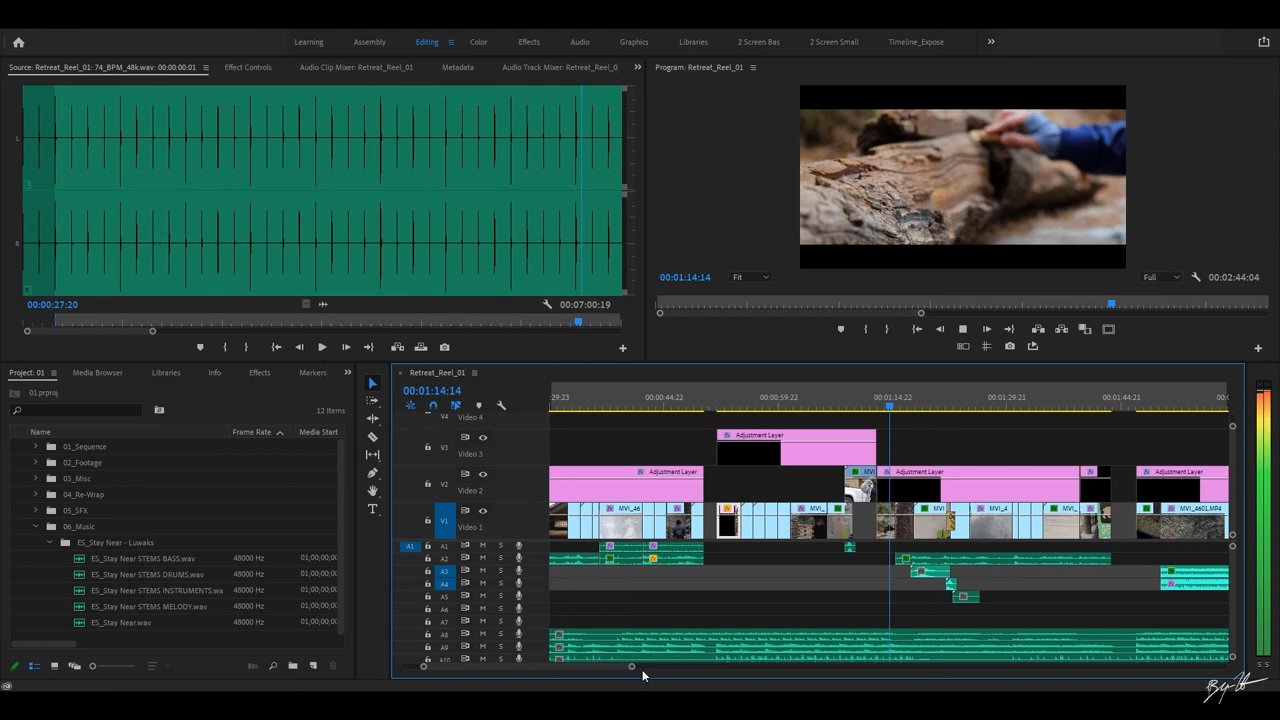 Learning Assembly Editing Color Effects Audio Graphics Libraries 2 Screen Bas 2 Screen Small Timeline_Expose
Source: Retreat_Reel_01: 74_BPM_48k.wav: 00:00:00:01 Effect Controls Audio Clip Mixer: Retreat_Reel_01 Metadata Audio Track Mixer: Retreat_Reel_0
Program: Retreat_Reel_01
L
R
00:00:27:20 00:07:00:19
00:01:14:14 Fit Full 00:02:44:04
Project: 01 Media Browser Libraries Info Effects Markers
01.prproj
12 Items
Name Frame Rate Media Start
01_Sequence
02_Footage
03_Misc
04_Re-Wrap
05_SFX
06_Music
ES_Stay Near - Luwaks
ES_Stay Near STEMS BASS.wav 48000 Hz 01;00;00;00
ES_Stay Near STEMS DRUMS.wav 48000 Hz 01;00;00;00
ES_Stay Near STEMS INSTRUMENTS.wa 48000 Hz 01;00;00;00
ES_Stay Near STEMS MELODY.wav 48000 Hz 01;00;00;00
ES_Stay Near.wav 48000 Hz 01;00;00;00
× Retreat_Reel_01
00:01:14:14
:29:23 00:00:44:22 00:00:59:22 00:01:14:22 00:01:29:21 00:01:44:21
V4 Video 4
V3 Video 3 Adjustment Layer
V2 Video 2 Adjustment Layer MVI Adjustment Layer Adjustment Layer
V1 Video 1 MVI_46 MVI_ MVI MVI_4 MVI_ MVI_4601.MP4
A1 A1 M S
A2 M S
A3 M S
A4 M S
A5 M S
A6 M S
A7 M S
A8 M S
A9 M S
A10 M S
S S